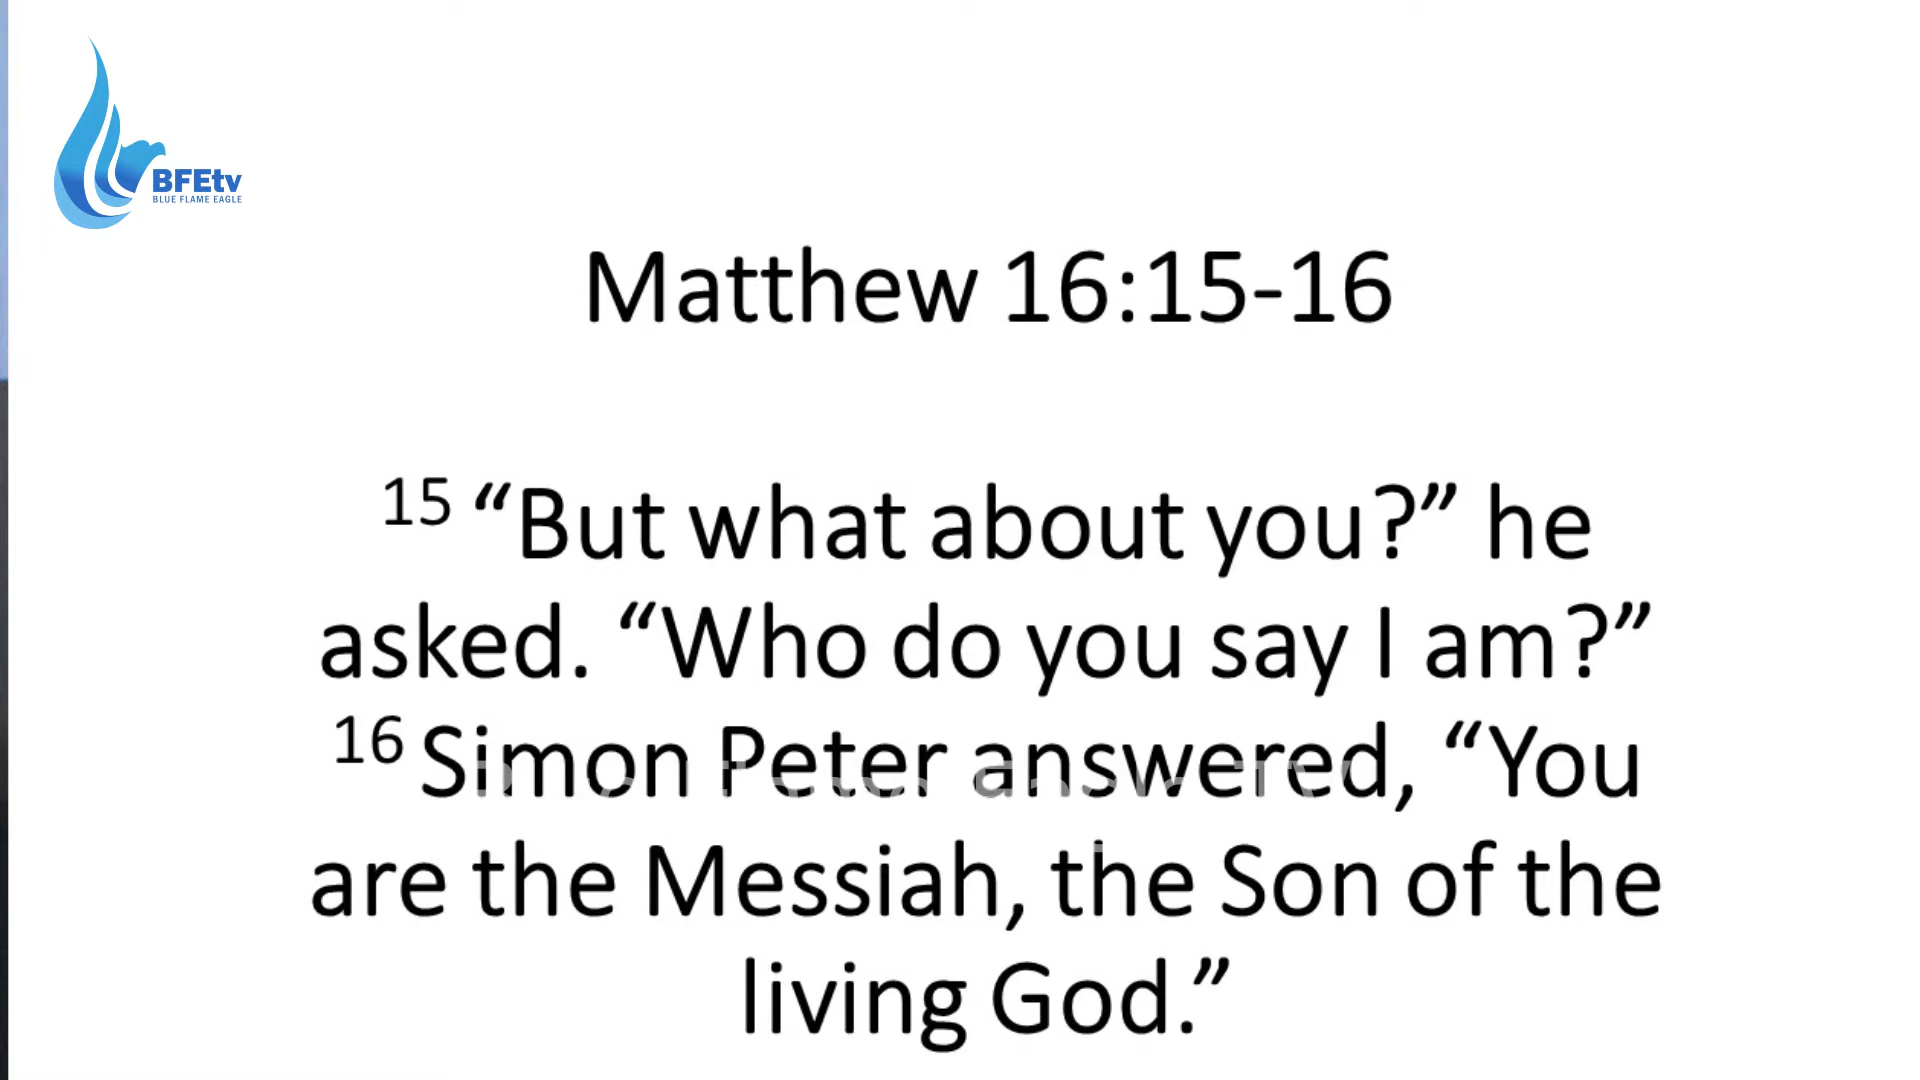 BFEtv
BLUE FLAME EAGLE
Matthew 16:15-16
15 “But what about you?” he
asked. “Who do you say I am?”
16 Simon Peter answered, “You
are the Messiah, the Son of the
living God.”